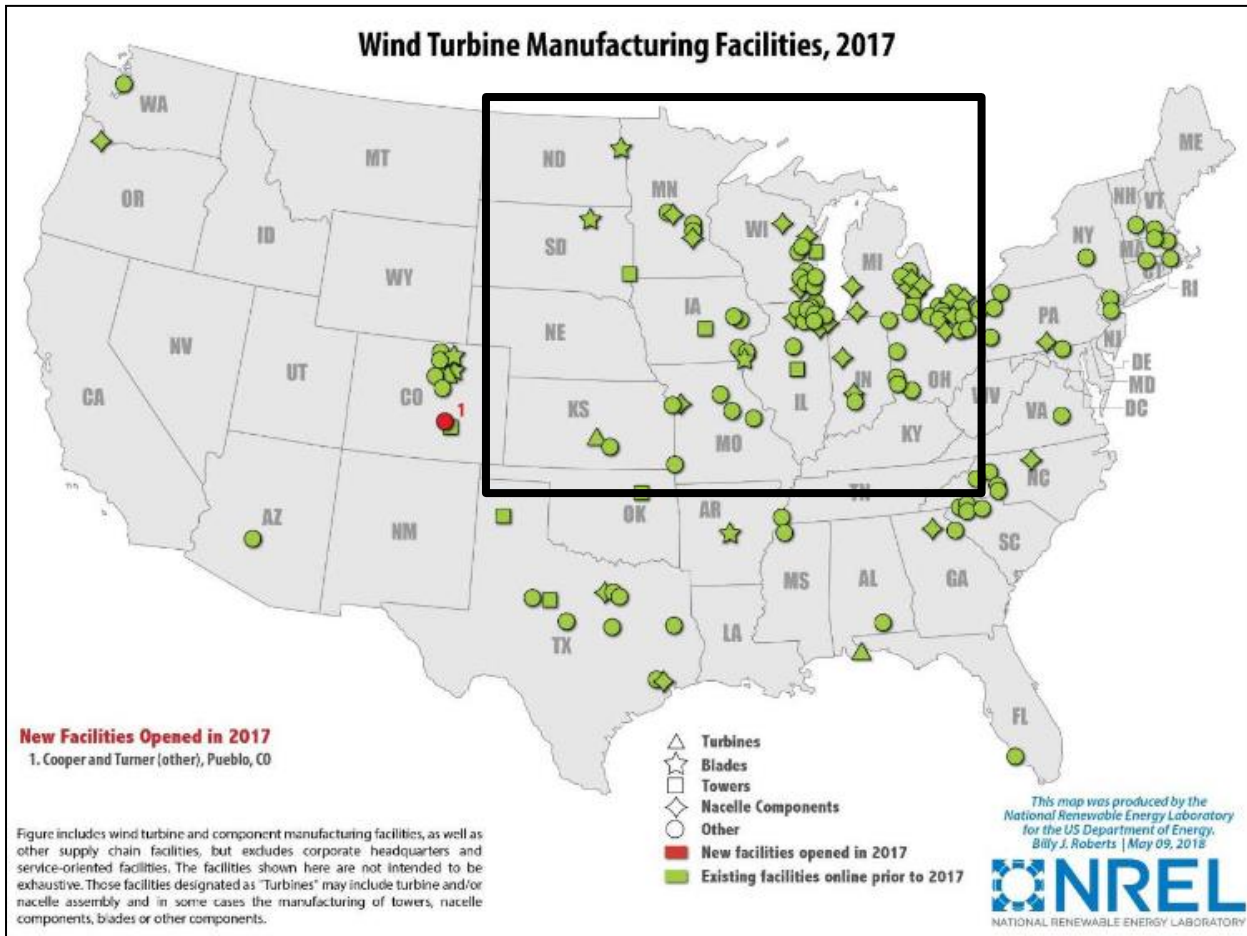 Wind Turbine Manufacturing Facilities, 2017
WA
MT
ND
MN
ME
OR
ID
SD
WI
MI
NY
NH
VT
MA
CT
RI
WY
IA
PA
NJ
NE
NV
UT
CO
1
IL
IN
OH
WV
DE
MD
DC
CA
KS
MO
KY
VA
AZ
NM
OK
AR
TN
NC
SC
MS
AL
GA
TX
LA
FL
New Facilities Opened in 2017
1. Cooper and Turner (other), Pueblo, CO
Turbines
Blades
Towers
Nacelle Components
Other
New facilities opened in 2017
Existing facilities online prior to 2017
Figure includes wind turbine and component manufacturing facilities, as well as
other supply chain facilities, but excludes corporate headquarters and
service-oriented facilities. The facilities shown here are not intended to be
exhaustive. Those facilities designated as "Turbines" may include turbine and/or
nacelle assembly and in some cases the manufacturing of towers, nacelle
components, blades or other components.
This map was produced by the
National Renewable Energy Laboratory
for the US Department of Energy.
Billy J. Roberts | May 09, 2018
NREL
NATIONAL RENEWABLE ENERGY LABORATORY